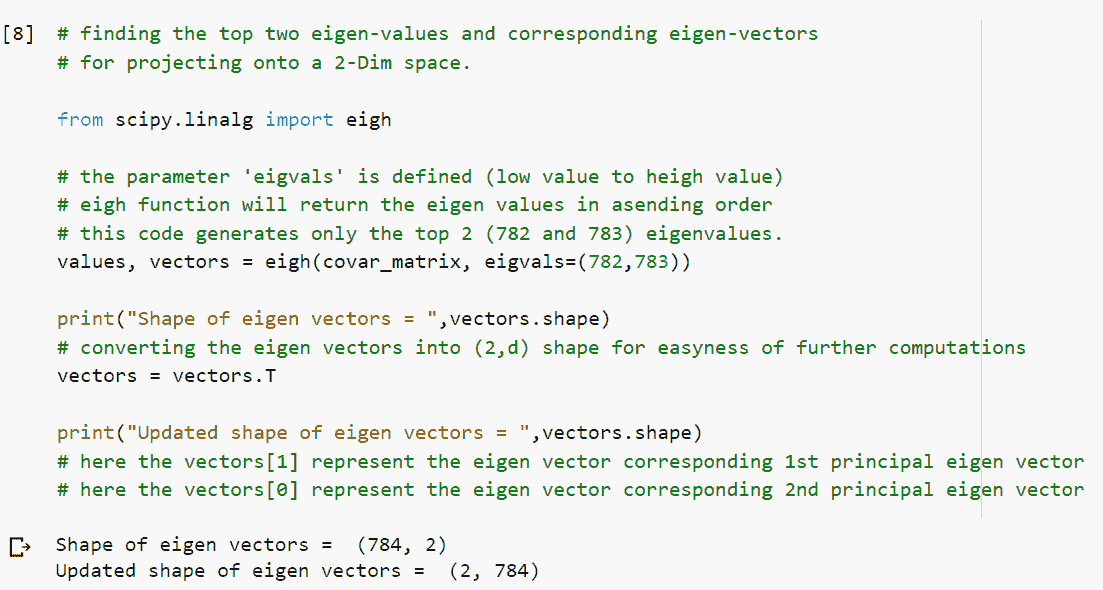 [8] # finding the top two eigen-values and corresponding eigen-vectors
# for projecting onto a 2-Dim space.
from scipy.linalg import eigh
# the parameter 'eigvals' is defined (low value to heigh value)
# eigh function will return the eigen values in asending order
# this code generates only the top 2 (782 and 783) eigenvalues.
values, vectors = eigh(covar_matrix, eigvals=(782,783))
print("Shape of eigen vectors = ",vectors.shape)
# converting the eigen vectors into (2,d) shape for easyness of further computations
vectors = vectors.T
print("Updated shape of eigen vectors = ",vectors.shape)
# here the vectors[1] represent the eigen vector corresponding 1st principal eigen vector
# here the vectors[0] represent the eigen vector corresponding 2nd principal eigen vector
Shape of eigen vectors =  (784, 2)
Updated shape of eigen vectors =  (2, 784)